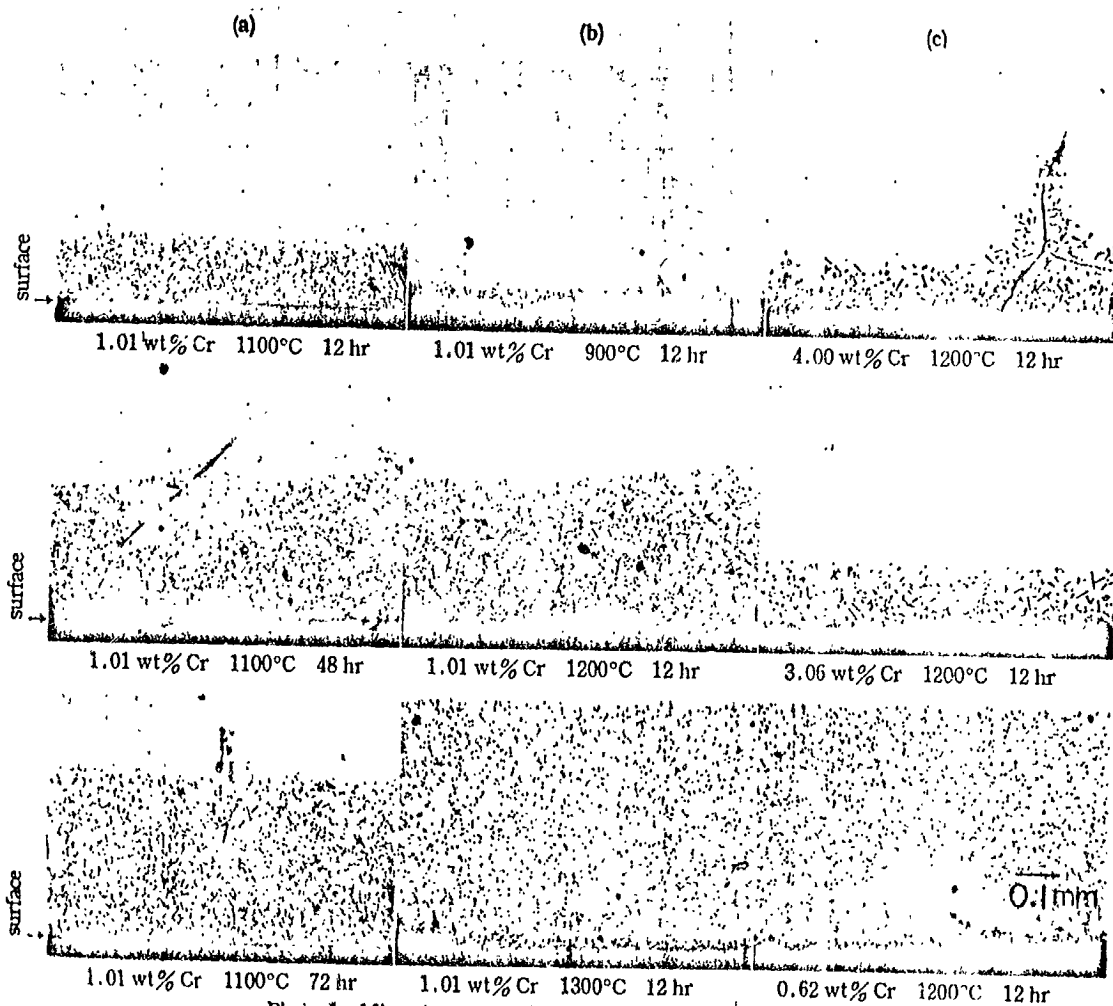 (a) (b) (c)
surface
1.01 wt% Cr 1100°C 12 hr
1.01 wt% Cr 900°C 12 hr
4.00 wt% Cr 1200°C 12 hr
surface
1.01 wt% Cr 1100°C 48 hr
1.01 wt% Cr 1200°C 12 hr
3.06 wt% Cr 1200°C 12 hr
0.1mm
surface
1.01 wt% Cr 1100°C 72 hr
1.01 wt% Cr 1300°C 12 hr
0.62 wt% Cr 1200°C 12 hr